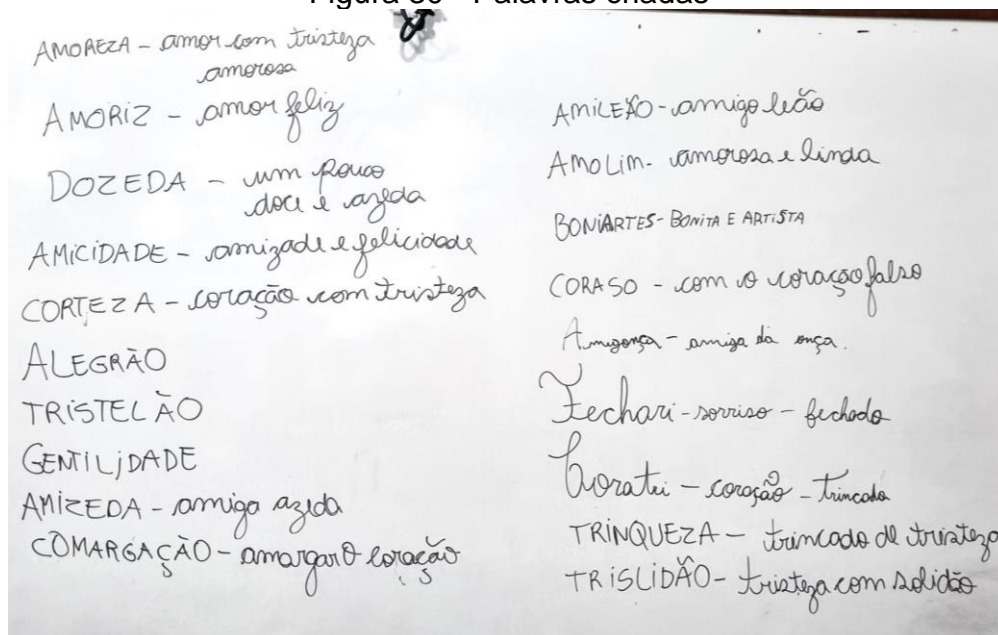 Figura 30 - Palavras criadas
AMOREZA - amor com tristeza
amorosa
AMORIZ - amor feliz
DOZEDA - um pouco
doce e azeda
AMICIDADE - amizade e felicidade
CORTEZA - coração com tristeza
ALEGRÃO
TRISTELÃO
GENTILIDADE
AMIZEDA - amiga azeda
COMARGAÇÃO - amargar o coração
AMILEÃO - amigo leão
AMOLIM - amorosa e linda
BONIARTES - BONITA E ARTISTA
CORASO - com o coração falso
Amigonça - amiga da onça.
Fechari - sorriso - fechado
Coratri - coração - trincado
TRINQUEZA - trincado de tristeza
TRISLIDÃO - tristeza com solidão